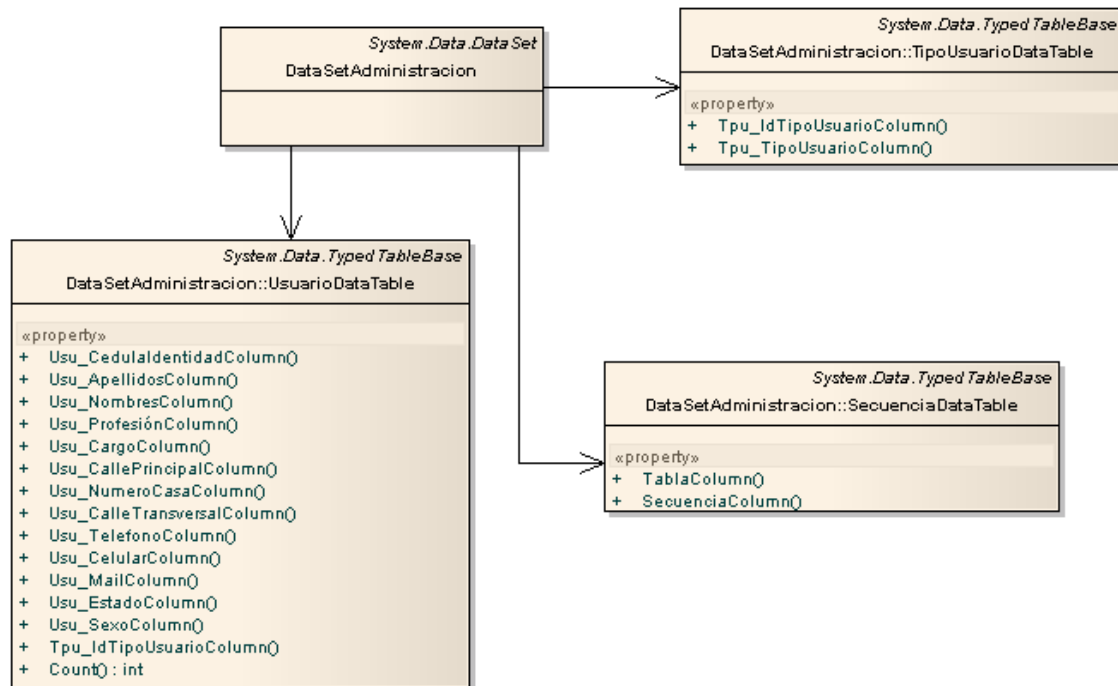 System.Data.DataSet
DataSetAdministracion
System.Data.TypedTableBase
DataSetAdministracion::TipoUsuarioDataTable
«property»
+ Tpu_IdTipoUsuarioColumn()
+ Tpu_TipoUsuarioColumn()
System.Data.TypedTableBase
DataSetAdministracion::UsuarioDataTable
«property»
+ Usu_CedulaIdentidadColumn()
+ Usu_ApellidosColumn()
+ Usu_NombresColumn()
+ Usu_ProfesiónColumn()
+ Usu_CargoColumn()
+ Usu_CallePrincipalColumn()
+ Usu_NumeroCasaColumn()
+ Usu_CalleTransversalColumn()
+ Usu_TelefonoColumn()
+ Usu_CelularColumn()
+ Usu_MailColumn()
+ Usu_EstadoColumn()
+ Usu_SexoColumn()
+ Tpu_IdTipoUsuarioColumn()
+ Count() : int
System.Data.TypedTableBase
DataSetAdministracion::SecuenciaDataTable
«property»
+ TablaColumn()
+ SecuenciaColumn()